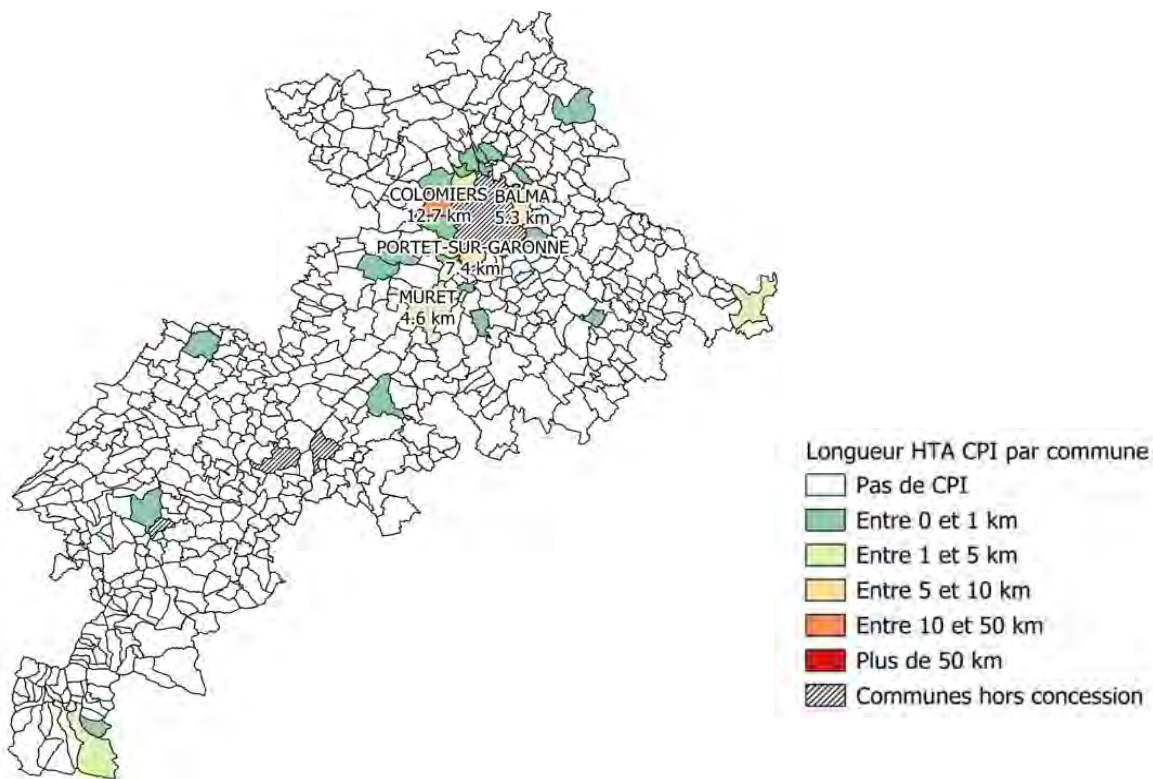 COLOMIERS
12.7 km
BALMA
5.3 km
PORTET-SUR-GARONNE
7.4 km
MURET
4.6 km
Longueur HTA CPI par commune
Pas de CPI
Entre 0 et 1 km
Entre 1 et 5 km
Entre 5 et 10 km
Entre 10 et 50 km
Plus de 50 km
Communes hors concession